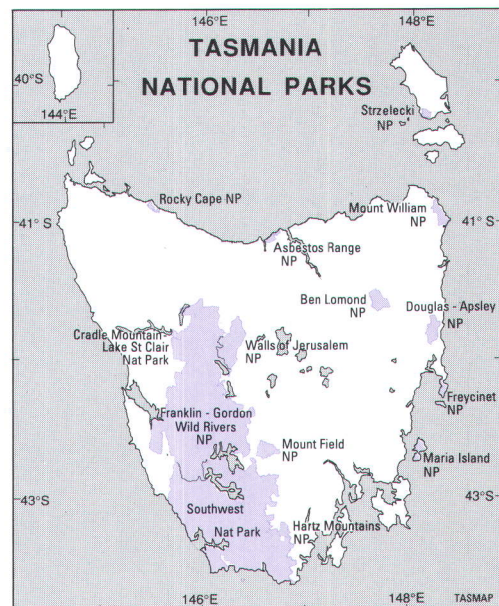 146°E
148°E
TASMANIA
NATIONAL PARKS
40°S
144°E
Strzelecki
NP
Rocky Cape NP
Mount William
NP
41° S
41°S
Asbestos Range
NP
Ben Lomond
NP
Douglas - Apsley
NP
Cradle Mountain-
Lake St Clair
Nat Park
Walls of Jerusalem
NP
Franklin - Gordon
Wild Rivers
NP
Freycinet
NP
Mount Field
NP
Maria Island
NP
43°S
43°S
Southwest
Nat Park
Hartz Mountains
NP
146°E
148°E
TASMAP